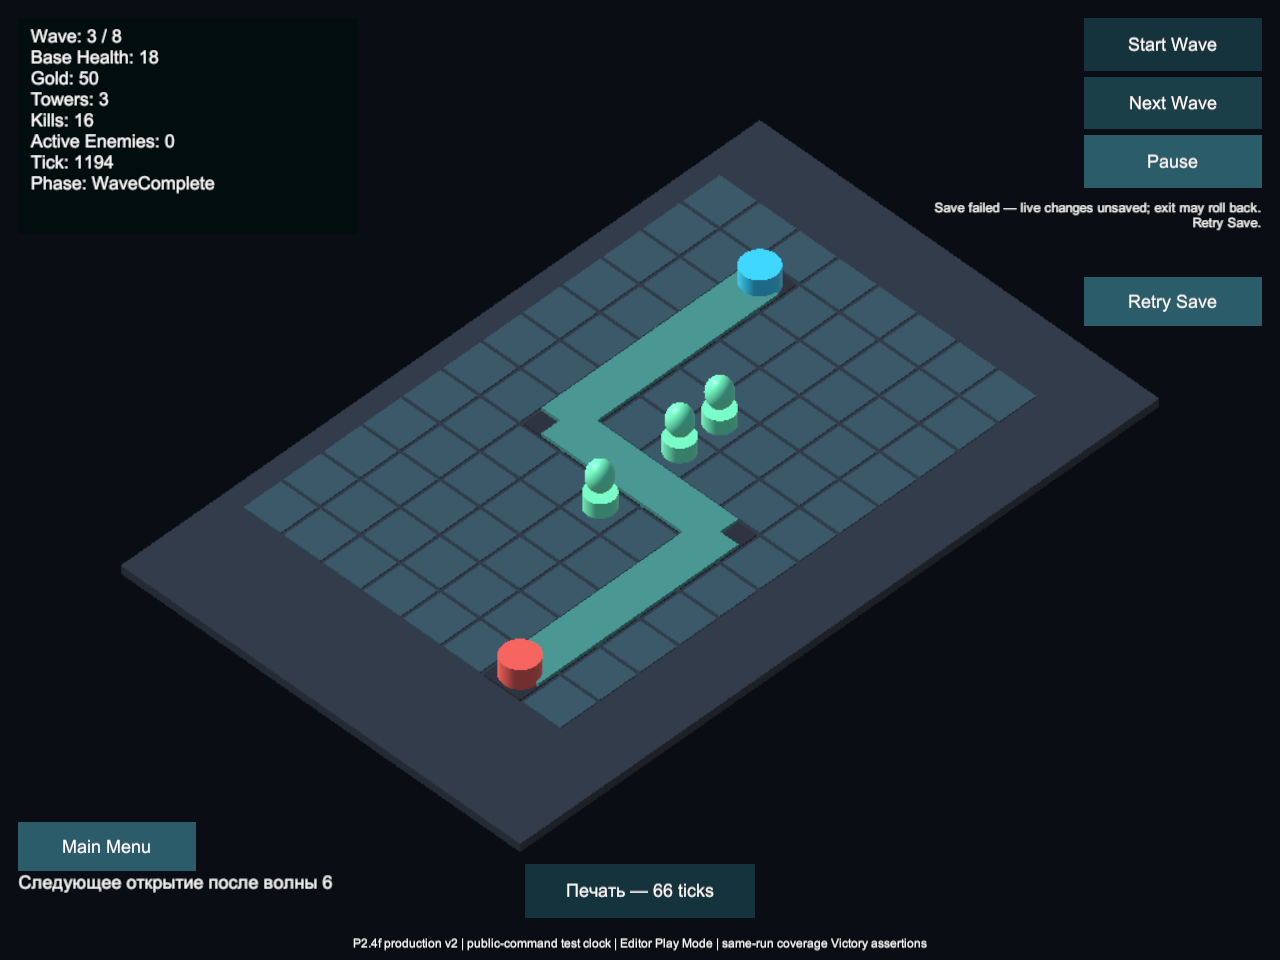 Wave: 3 / 8
Base Health: 18
Gold: 50
Towers: 3
Kills: 16
Active Enemies: 0
Tick: 1194
Phase: WaveComplete
Start Wave
Next Wave
Pause
Save failed — live changes unsaved; exit may roll back.
Retry Save.
Retry Save
Main Menu
Следующее открытие после волны 6
Печать — 66 ticks
P2.4f production v2 | public-command test clock | Editor Play Mode | same-run coverage Victory assertions